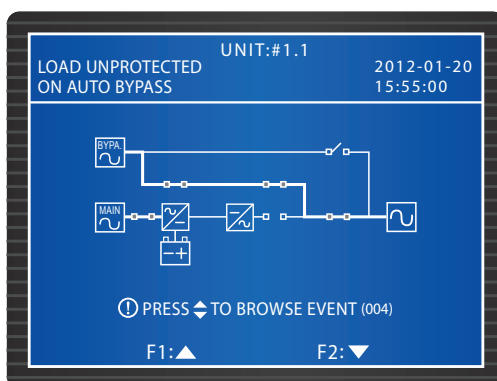 UNIT:#1.1
LOAD UNPROTECTED
ON AUTO BYPASS
2012-01-20
15:55:00
BYPA.
MAIN
PRESS TO BROWSE EVENT (004)
F1:
F2: